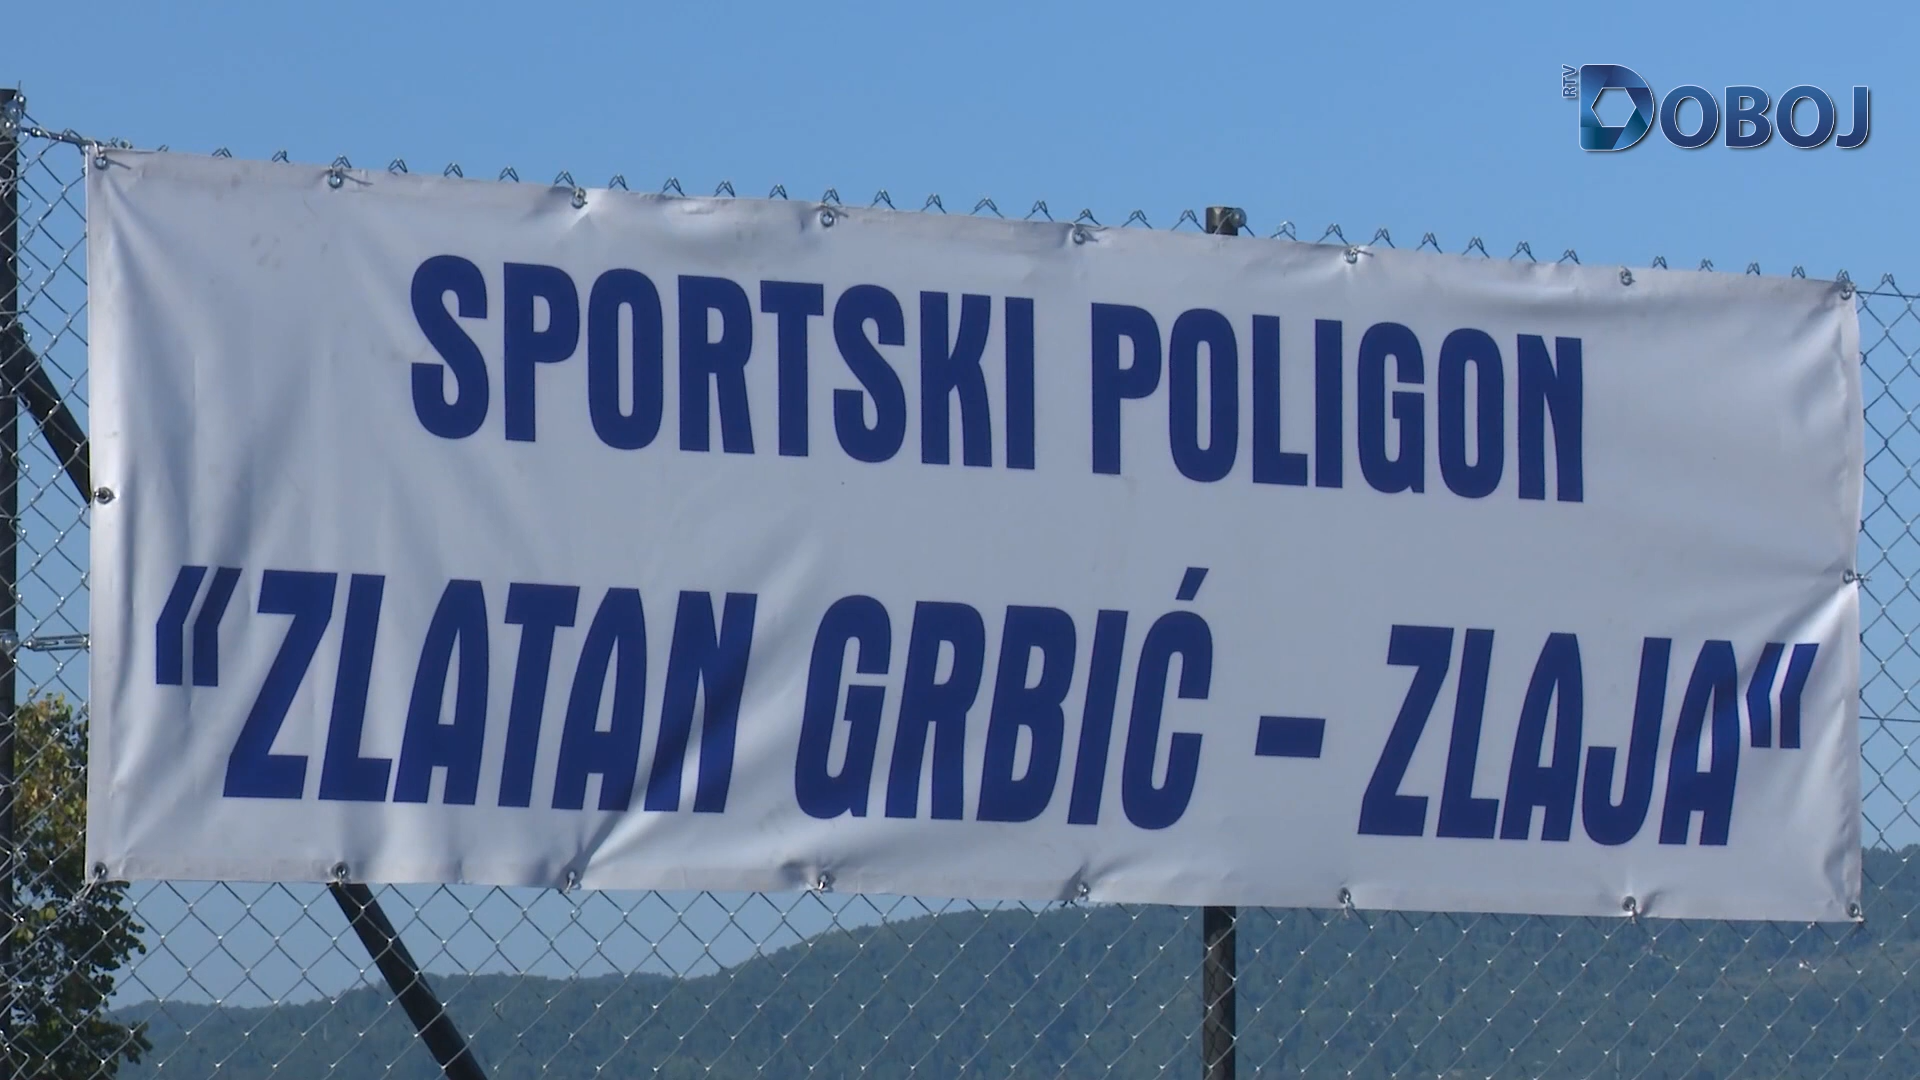 RTV DOBOJ
SPORTSKI POLIGON
“ZLATAN GRBIĆ – ZLAJA“